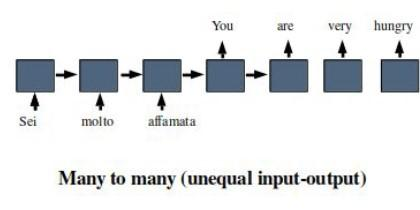 You are very hungry
Sei molto affamata
Many to many (unequal input-output)